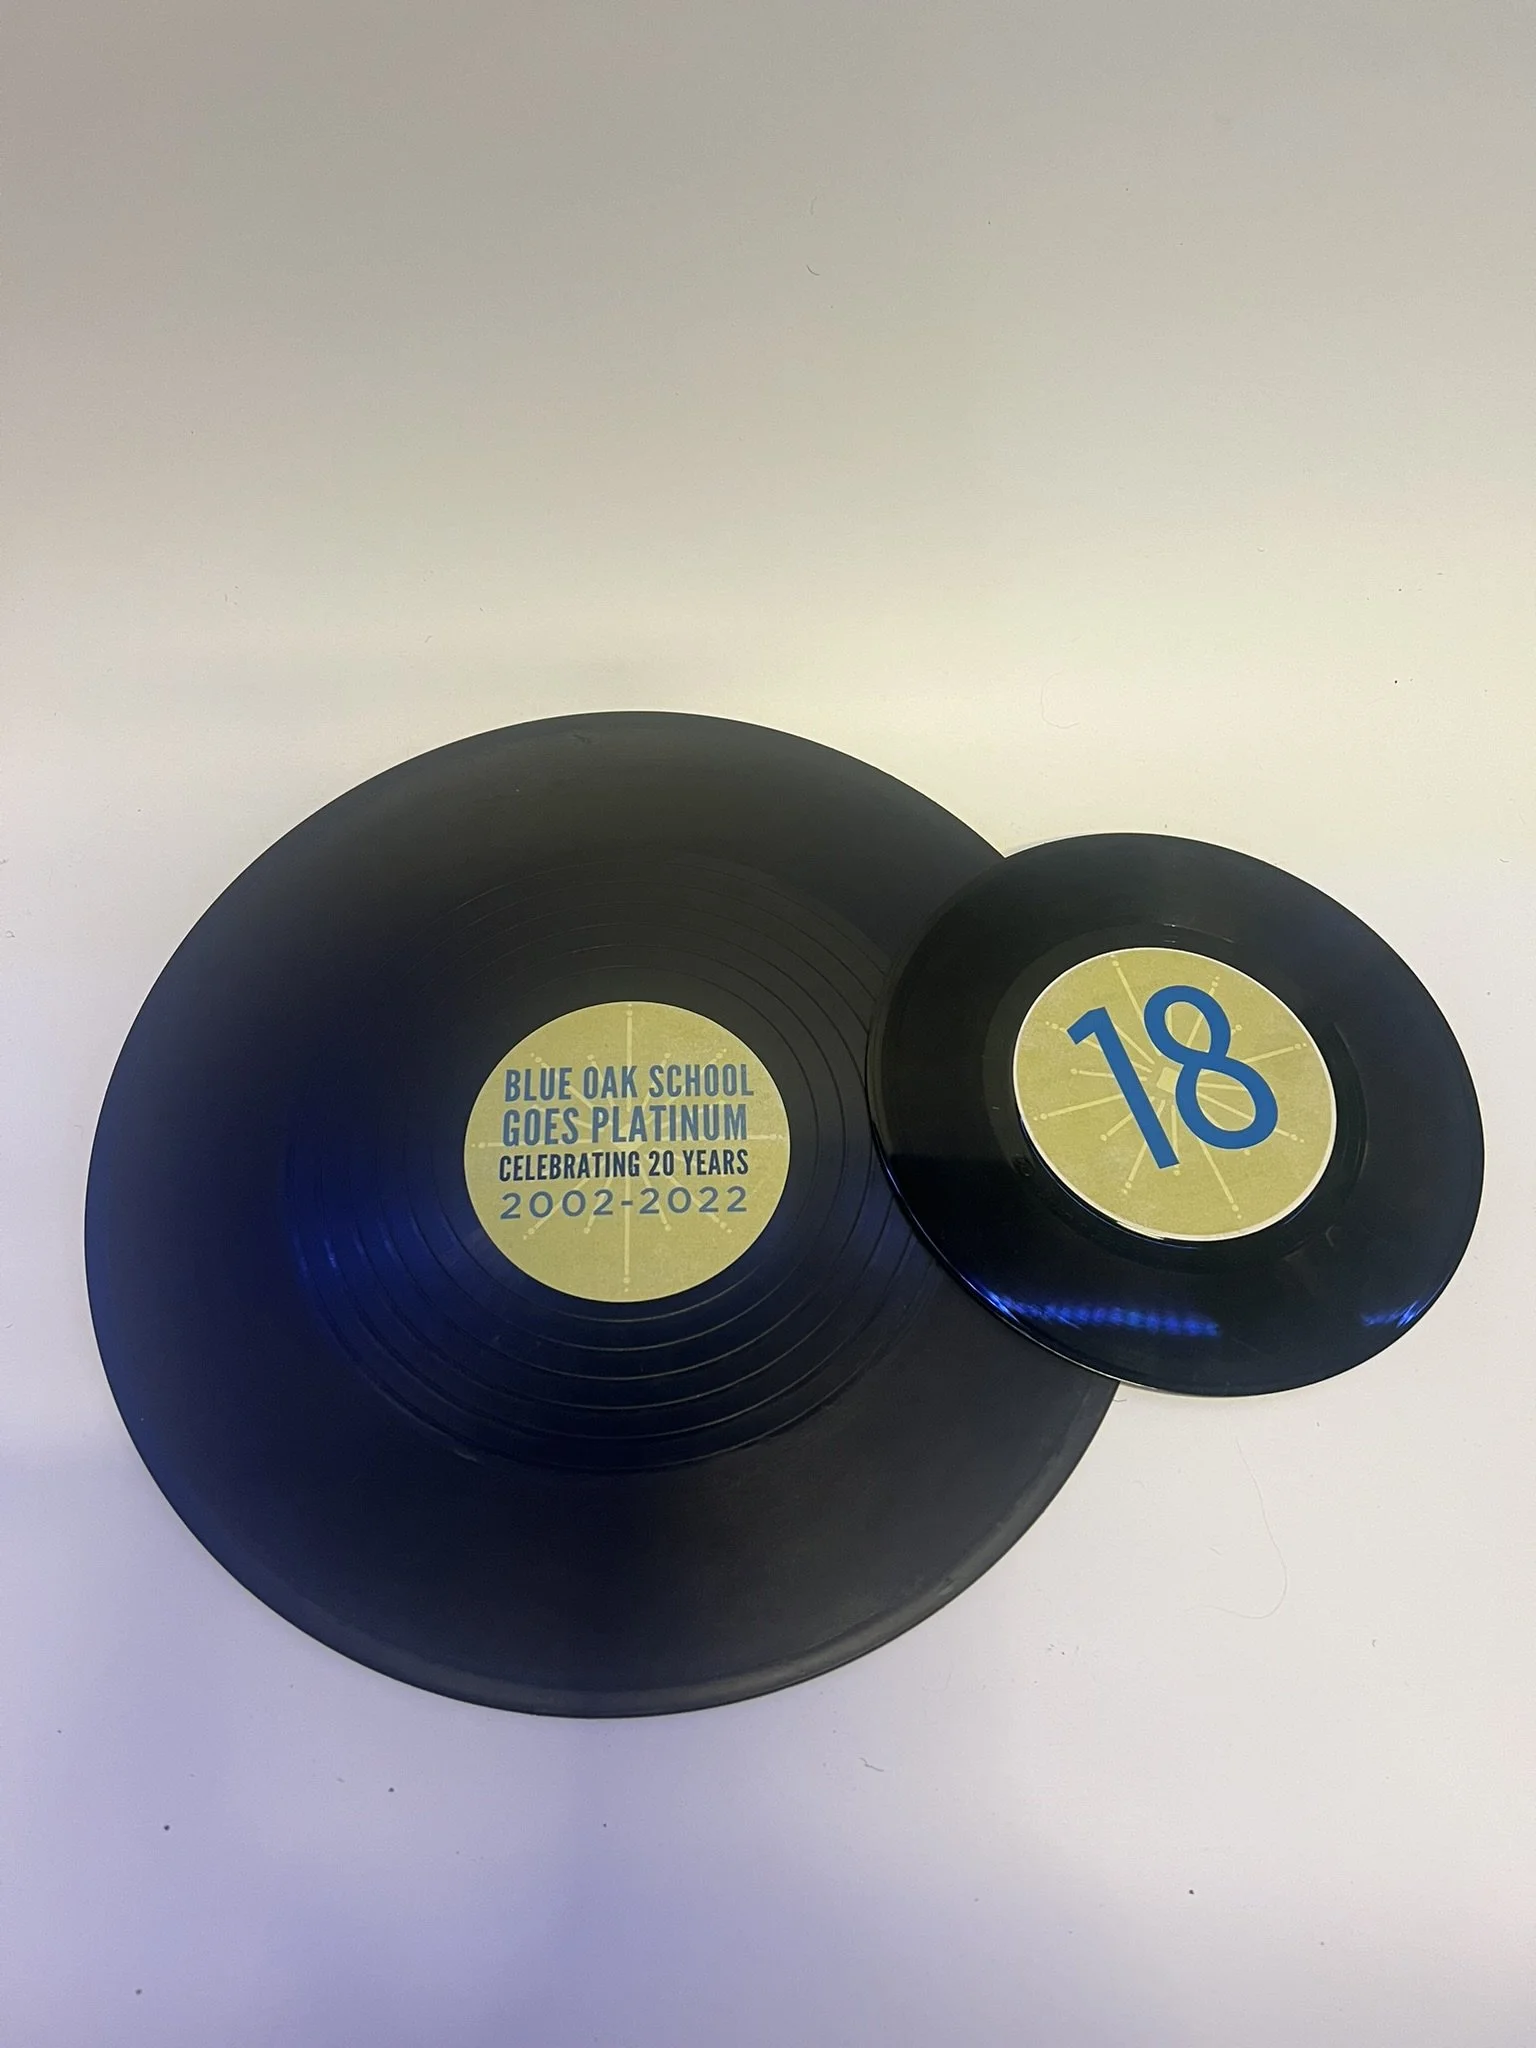 BLUE OAK SCHOOL
GOES PLATINUM
CELEBRATING 20 YEARS
2002-2022
18